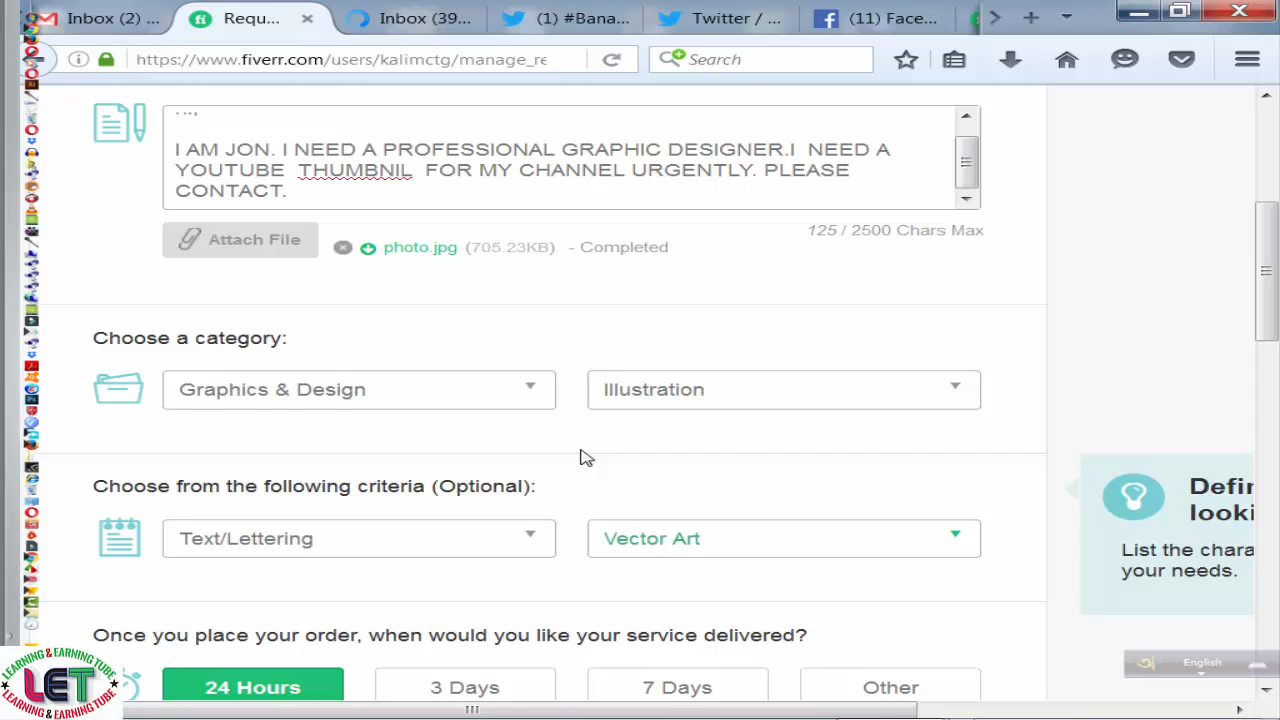 Inbox (2) ...
Requ...
Inbox (39...
(1) #Bana...
Twitter / ...
(11) Face...
https://www.fiverr.com/users/kalimctg/manage_re
Search
I AM JON. I NEED A PROFESSIONAL GRAPHIC DESIGNER.I  NEED A
YOUTUBE  THUMBNIL  FOR MY CHANNEL URGENTLY. PLEASE
CONTACT.
Attach File
photo.jpg (705.23KB) - Completed
125 / 2500 Chars Max
Choose a category:
Graphics & Design
Illustration
Choose from the following criteria (Optional):
Text/Lettering
Vector Art
Defin
looki
List the chara
your needs.
Once you place your order, when would you like your service delivered?
24 Hours
3 Days
7 Days
Other
English
LEARNING & EARNING TUBE
LET
LEARNING & EARNING TUBE